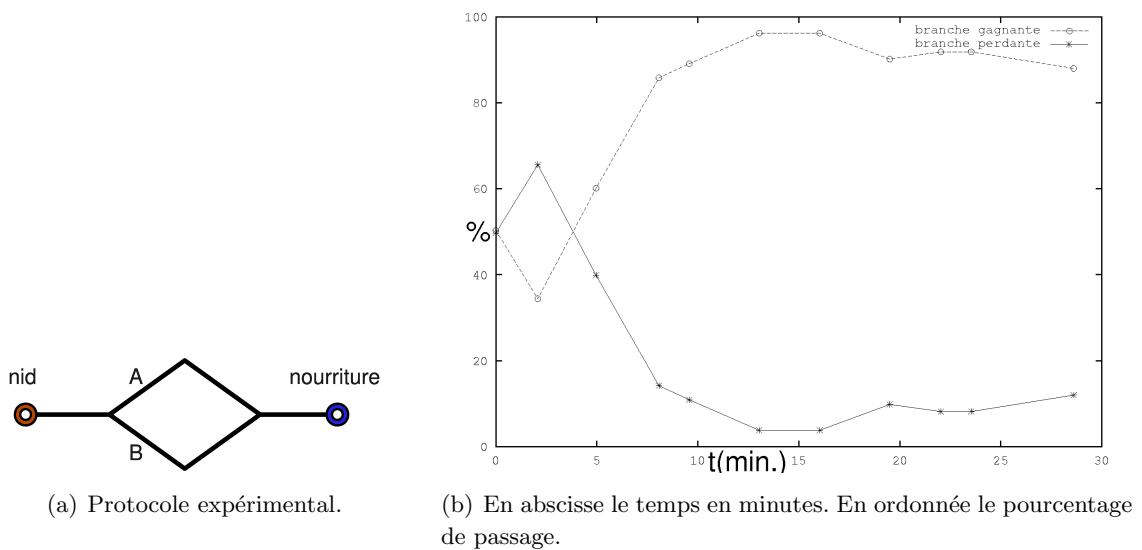 nid
A
B
nourriture
(a) Protocole expérimental.
branche gagnante
branche perdante
100
80
60
%
40
20
0
0 5 10 t(min.) 15 20 25 30
(b) En abscisse le temps en minutes. En ordonnée le pourcentage
de passage.